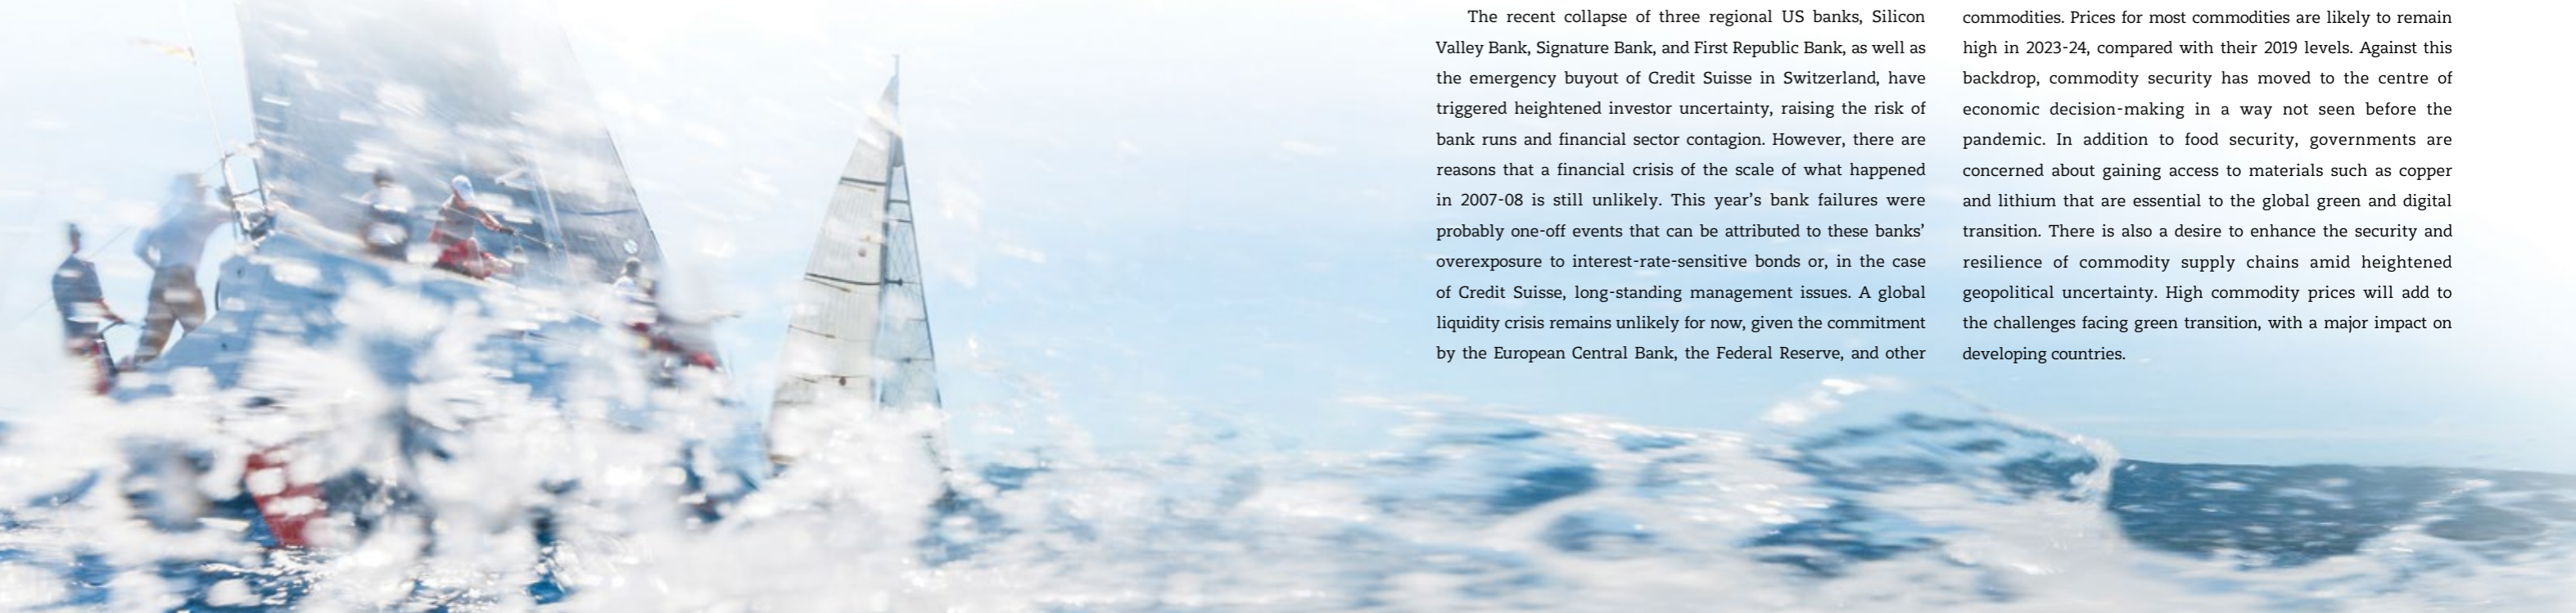 The recent collapse of three regional US banks, Silicon
Valley Bank, Signature Bank, and First Republic Bank, as well as
the emergency buyout of Credit Suisse in Switzerland, have
triggered heightened investor uncertainty, raising the risk of
bank runs and financial sector contagion. However, there are
reasons that a financial crisis of the scale of what happened
in 2007-08 is still unlikely. This year’s bank failures were
probably one-off events that can be attributed to these banks’
overexposure to interest-rate-sensitive bonds or, in the case
of Credit Suisse, long-standing management issues. A global
liquidity crisis remains unlikely for now, given the commitment
by the European Central Bank, the Federal Reserve, and other
commodities. Prices for most commodities are likely to remain
high in 2023-24, compared with their 2019 levels. Against this
backdrop, commodity security has moved to the centre of
economic decision-making in a way not seen before the
pandemic. In addition to food security, governments are
concerned about gaining access to materials such as copper
and lithium that are essential to the global green and digital
transition. There is also a desire to enhance the security and
resilience of commodity supply chains amid heightened
geopolitical uncertainty. High commodity prices will add to
the challenges facing green transition, with a major impact on
developing countries.